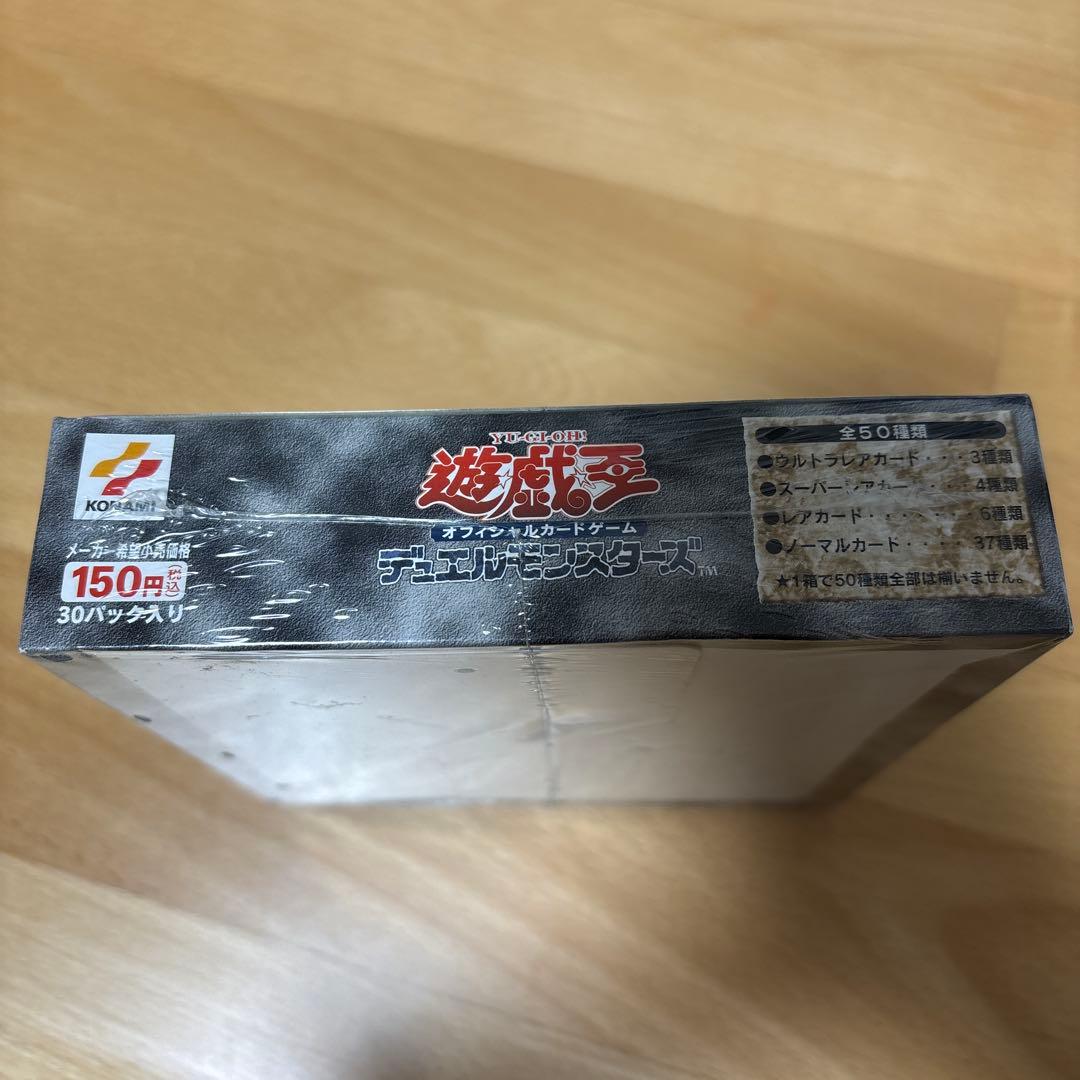 KONAMI
メーカー希望小売価格
150円(税込)
30パック入り
YU-GI-OH!
遊戯王
オフィシャルカードゲーム
デュエルモンスターズ™
全50種類
●ウルトラレアカード・・・3種類
●スーパーレアカード・・・・4種類
●レアカード・・・・・・・6種類
●ノーマルカード・・・・37種類
★1箱で50種類全部は揃いません。